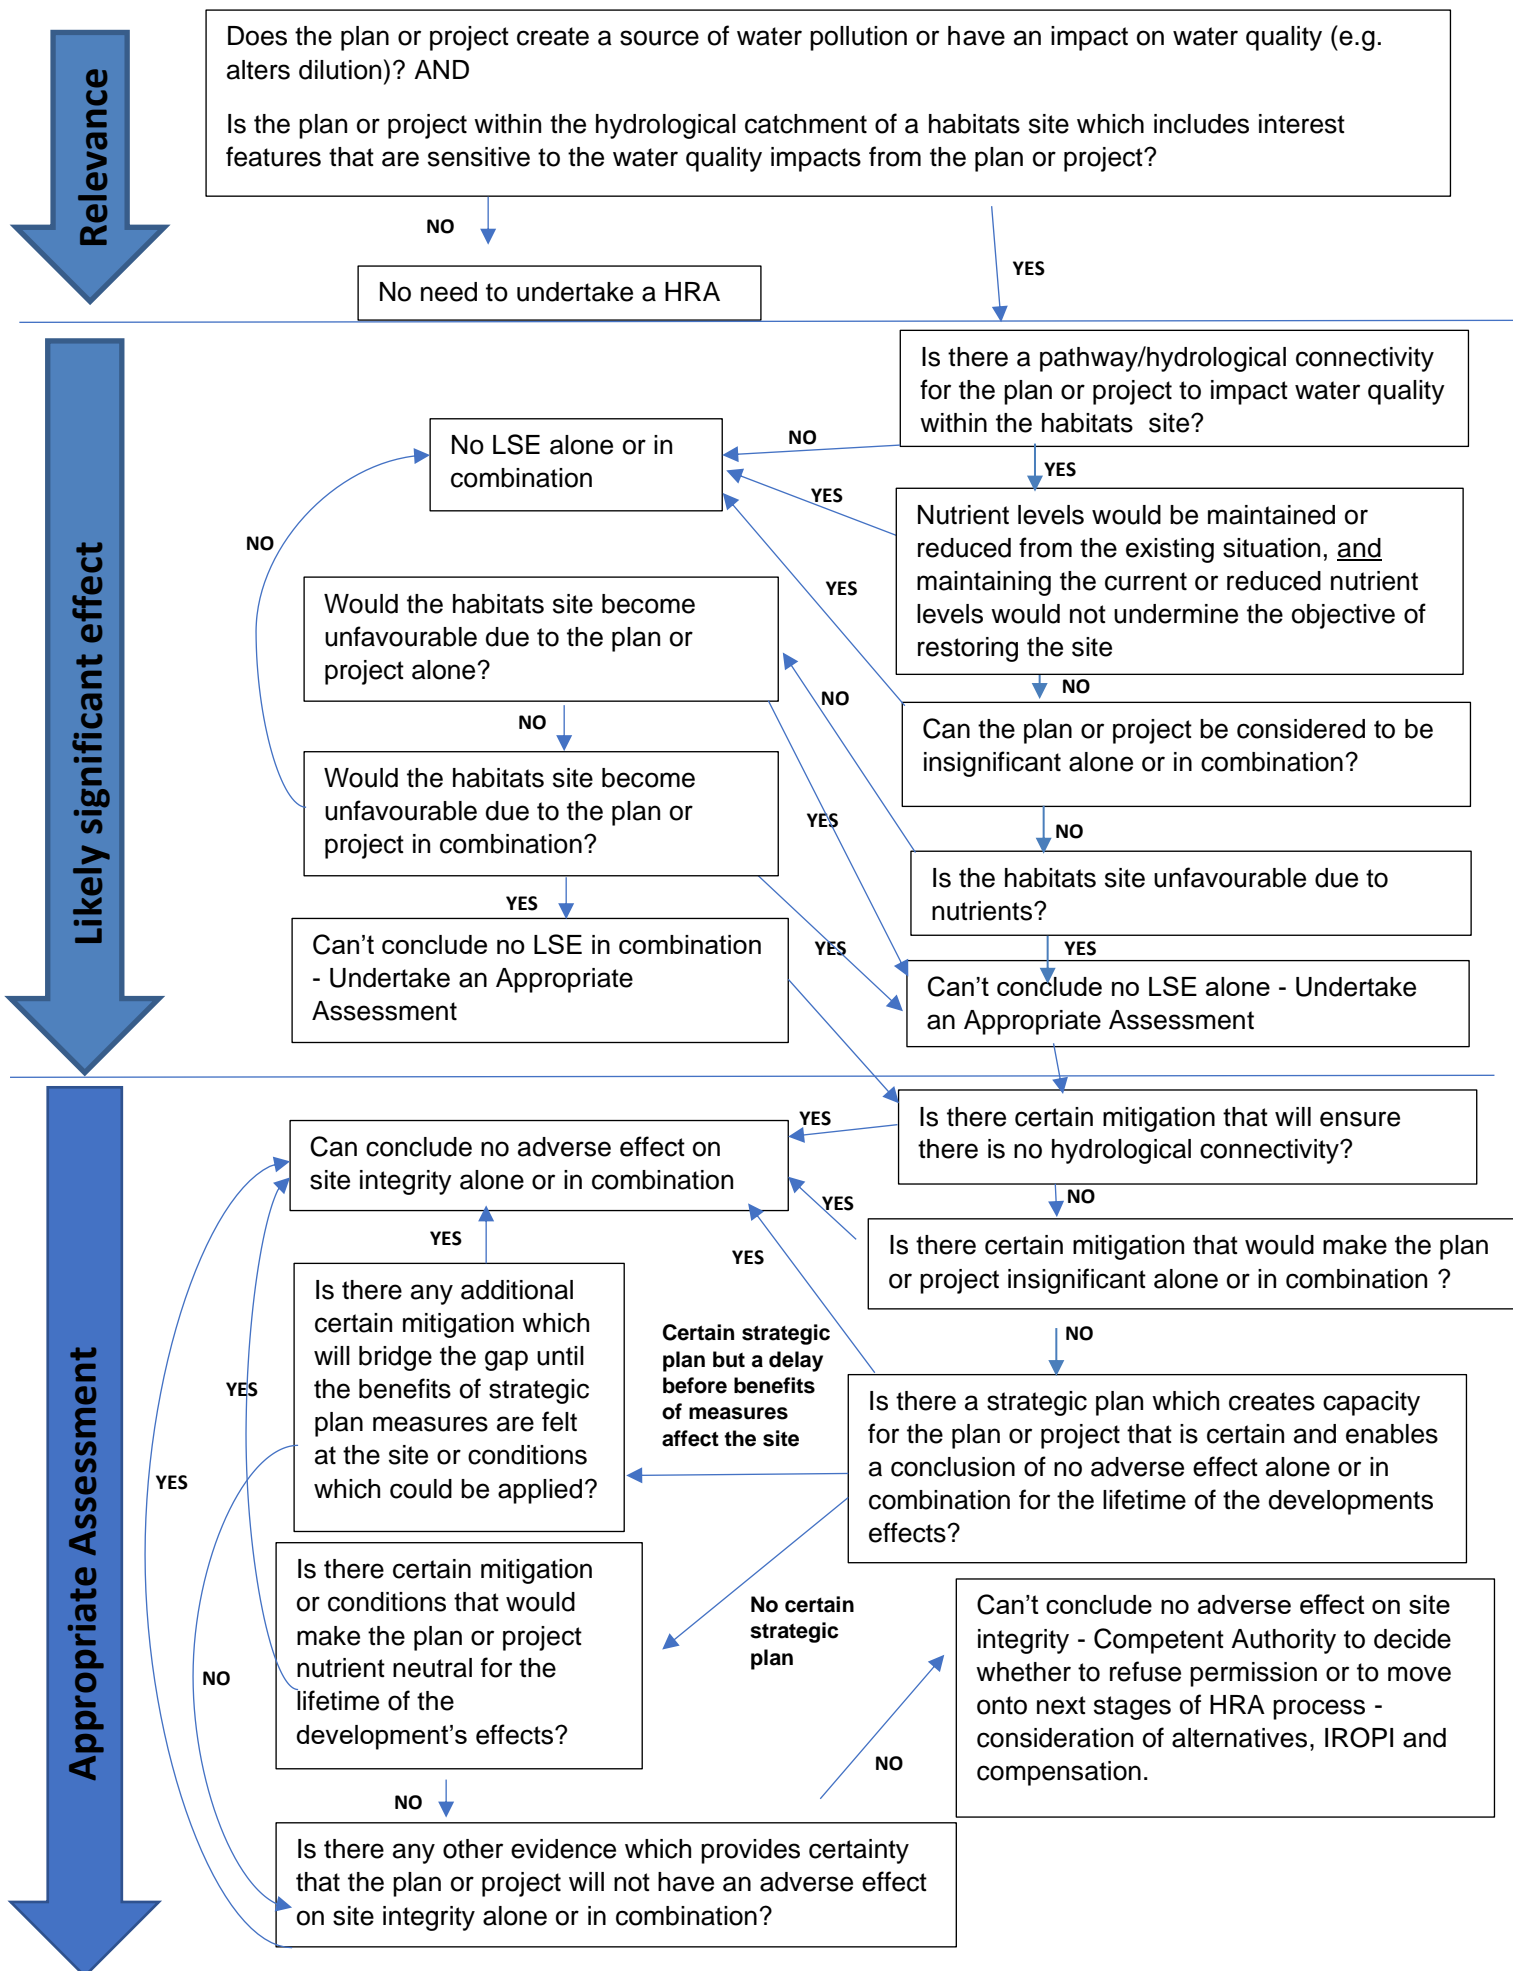 Relevance
Does the plan or project create a source of water pollution or have an impact on water quality (e.g.
alters dilution)? AND
Is the plan or project within the hydrological catchment of a habitats site which includes interest
features that are sensitive to the water quality impacts from the plan or project?
NO
YES
No need to undertake a HRA
Likely significant effect
Is there a pathway/hydrological connectivity
for the plan or project to impact water quality
within the habitats site?
NO
No LSE alone or in
combination
YES
YES
Nutrient levels would be maintained or
reduced from the existing situation, and
maintaining the current or reduced nutrient
levels would not undermine the objective of
restoring the site
NO
YES
Would the habitats site become
unfavourable due to the plan or
project alone?
NO
NO
Can the plan or project be considered to be
insignificant alone or in combination?
NO
Would the habitats site become
unfavourable due to the plan or
project in combination?
YES
NO
Is the habitats site unfavourable due to
nutrients?
YES
YES
YES
Can't conclude no LSE in combination
- Undertake an Appropriate
Assessment
Can't conclude no LSE alone - Undertake
an Appropriate Assessment
Appropriate Assessment
Is there certain mitigation that will ensure
there is no hydrological connectivity?
YES
Can conclude no adverse effect on
site integrity alone or in combination
NO
YES
Is there certain mitigation that would make the plan
or project insignificant alone or in combination ?
YES
YES
Is there any additional
certain mitigation which
will bridge the gap until
the benefits of strategic
plan measures are felt
at the site or conditions
which could be applied?
Certain strategic
plan but a delay
before benefits
of measures
affect the site
NO
Is there a strategic plan which creates capacity
for the plan or project that is certain and enables
a conclusion of no adverse effect alone or in
combination for the lifetime of the developments
effects?
YES
YES
Is there certain mitigation
or conditions that would
make the plan or project
nutrient neutral for the
lifetime of the
development's effects?
No certain
strategic
plan
Can't conclude no adverse effect on site
integrity - Competent Authority to decide
whether to refuse permission or to move
onto next stages of HRA process -
consideration of alternatives, IROPI and
compensation.
NO
NO
NO
Is there any other evidence which provides certainty
that the plan or project will not have an adverse effect
on site integrity alone or in combination?